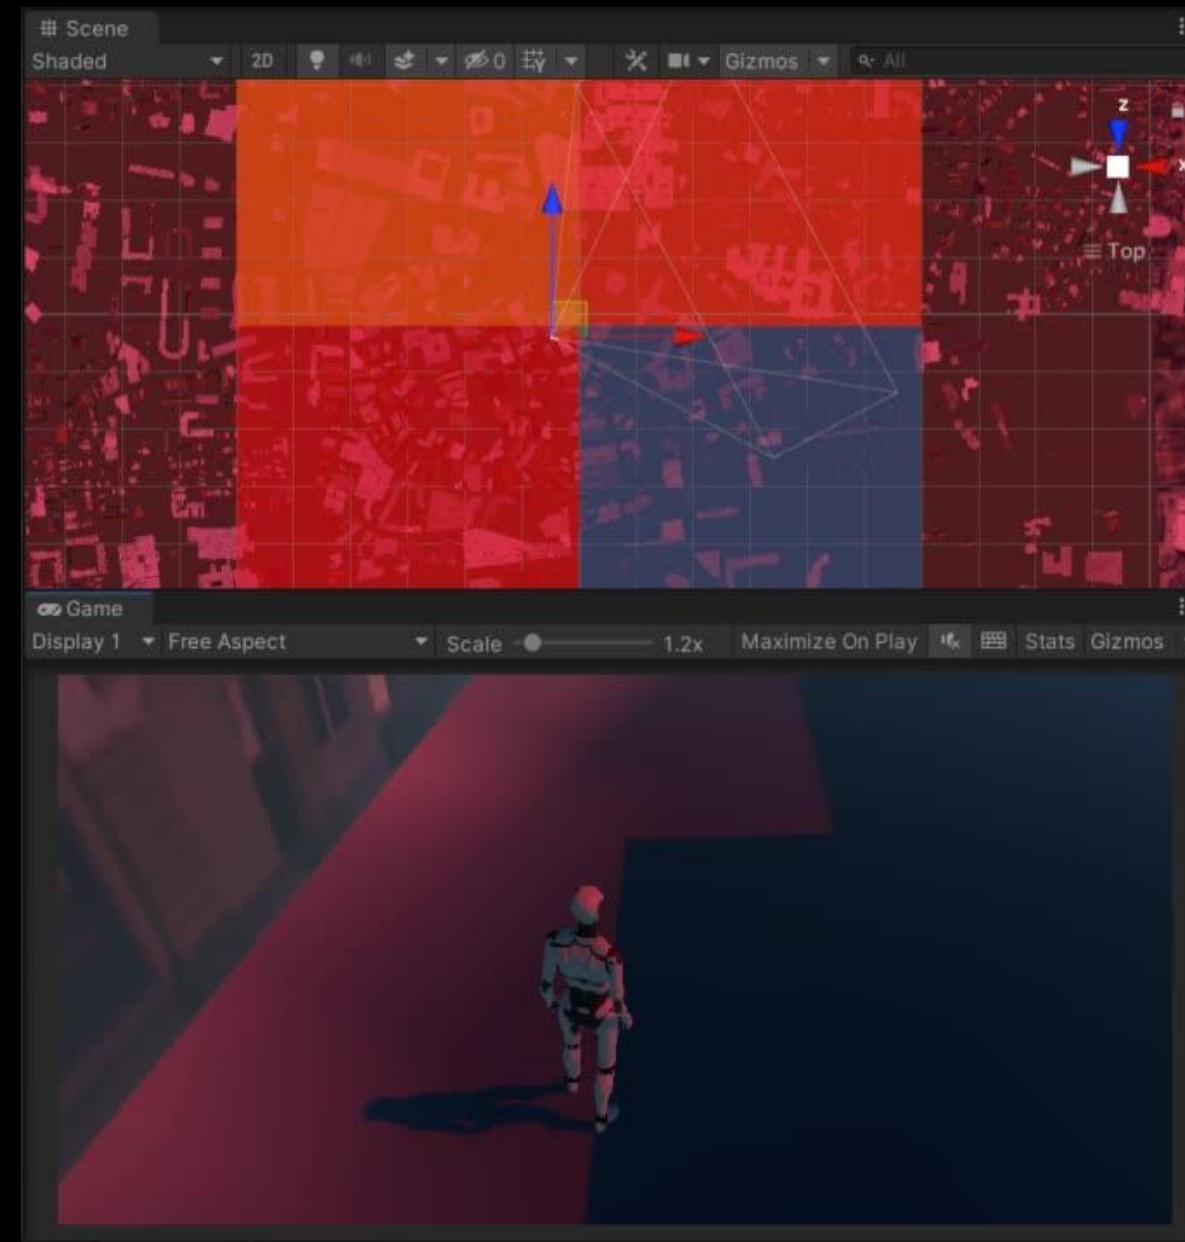 Scene
Shaded 2D 0 Gizmos All
z
x
Top
Game
Display 1 Free Aspect Scale 1.2x Maximize On Play Stats Gizmos